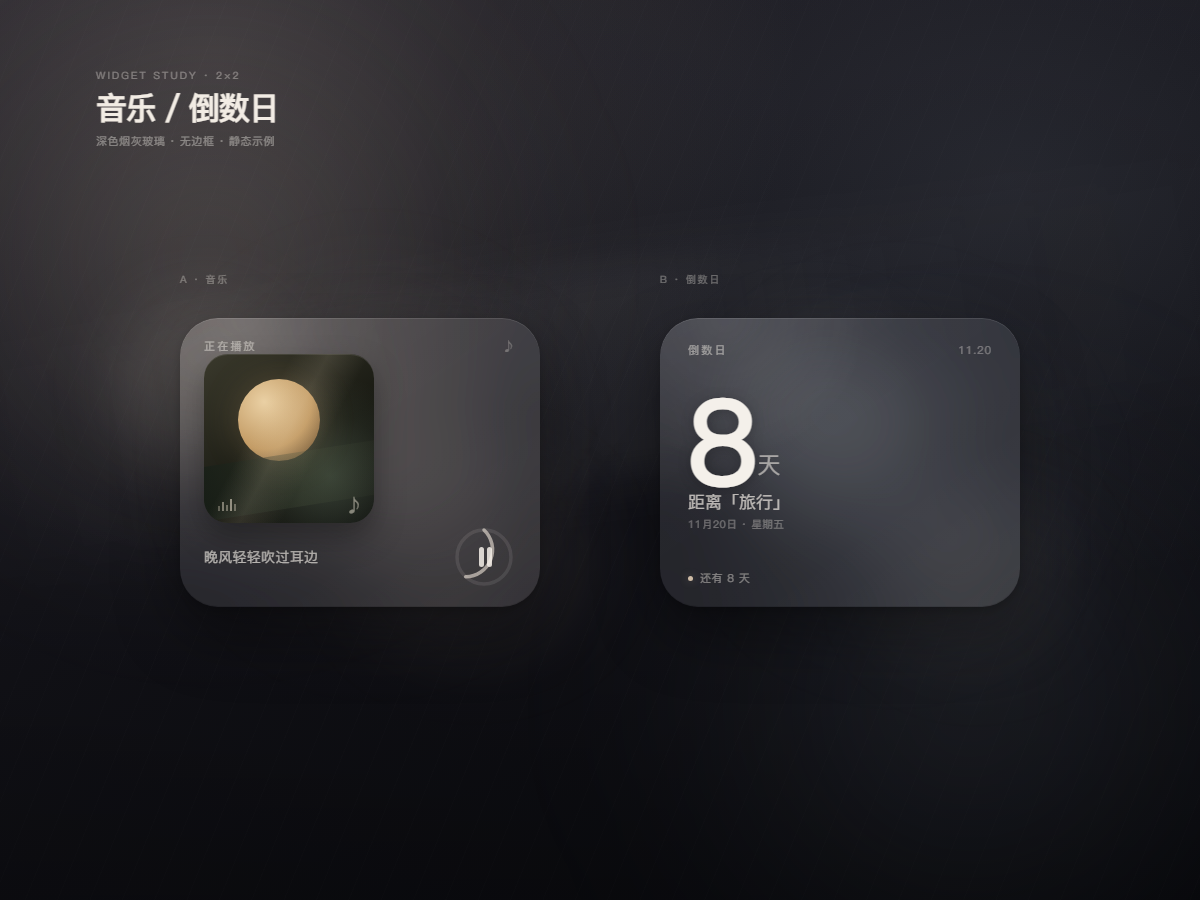 WIDGET STUDY · 2×2
音乐 / 倒数日
深色烟灰玻璃 · 无边框 · 静态示例
A · 音乐
正在播放
晚风轻轻吹过耳边
B · 倒数日
倒数日
11.20
8天
距离「旅行」
11月20日 · 星期五
还有 8 天